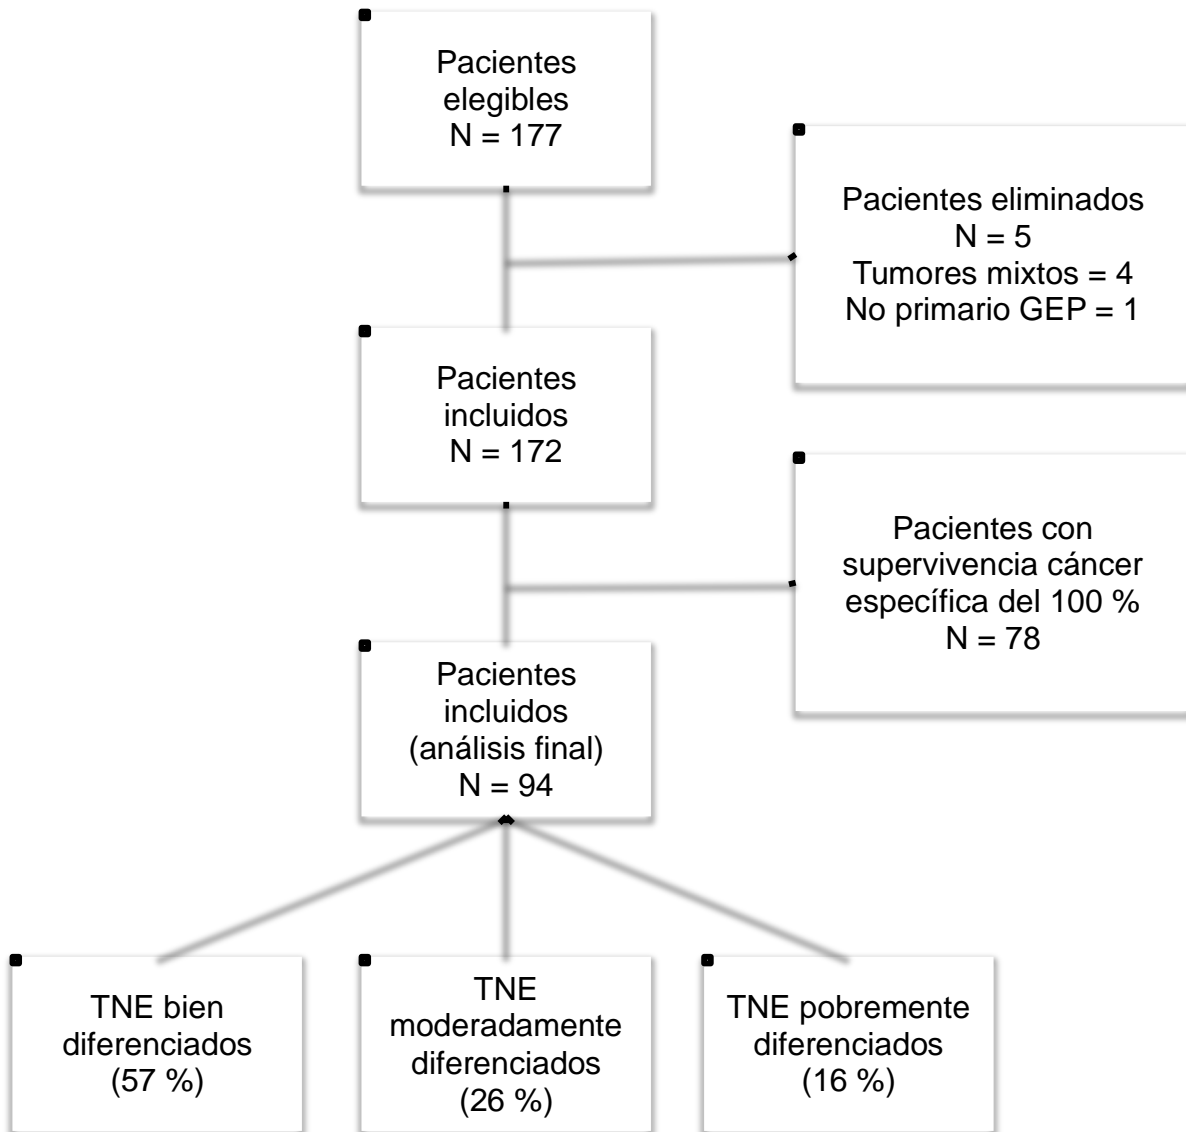 Pacientes
elegibles
N = 177
Pacientes eliminados
N = 5
Tumores mixtos = 4
No primario GEP = 1
Pacientes
incluidos
N = 172
Pacientes con
supervivencia cáncer
específica del 100 %
N = 78
Pacientes
incluidos
(análisis final)
N = 94
TNE bien
diferenciados
(57 %)
TNE
moderadamente
diferenciados
(26 %)
TNE pobremente
diferenciados
(16 %)